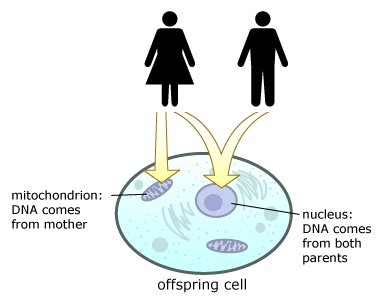 mitochondrion:
DNA comes
from mother
nucleus:
DNA comes
from both
parents
offspring cell